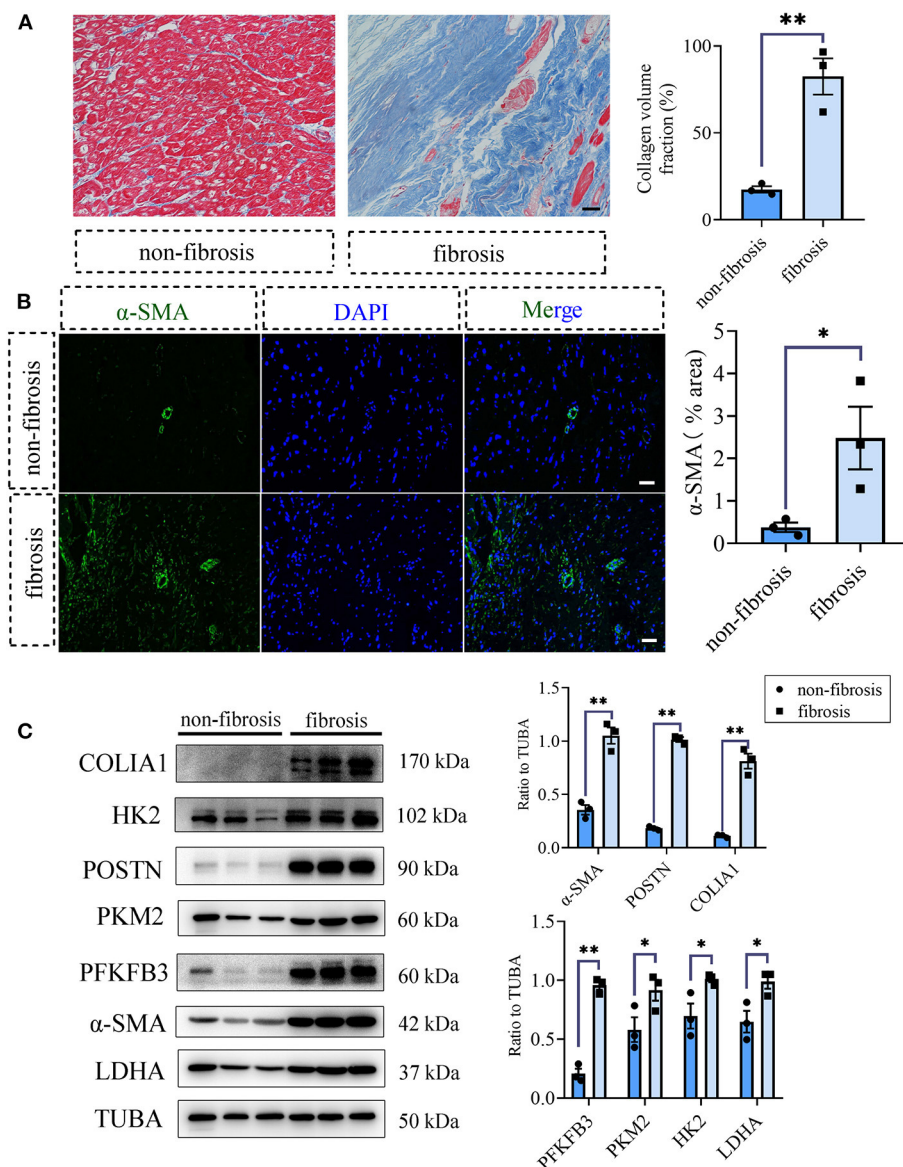 A
non-fibrosis
fibrosis
**
Collagen volume
fraction (%)
100
50
0
non-fibrosis
fibrosis
B
α-SMA
DAPI
Merge
non-fibrosis
fibrosis
*
α-SMA ( % area)
5
4
3
2
1
0
non-fibrosis
fibrosis
C
non-fibrosis fibrosis
COLIA1 170 kDa
HK2 102 kDa
POSTN 90 kDa
PKM2 60 kDa
PFKFB3 60 kDa
α-SMA 42 kDa
LDHA 37 kDa
TUBA 50 kDa
non-fibrosis
fibrosis
Ratio to TUBA
1.5
1.0
0.5
0.0
** ** **
α-SMA
POSTN
COLIA1
Ratio to TUBA
1.5
1.0
0.5
0.0
** * * *
PFKFB3
PKM2
HK2
LDHA